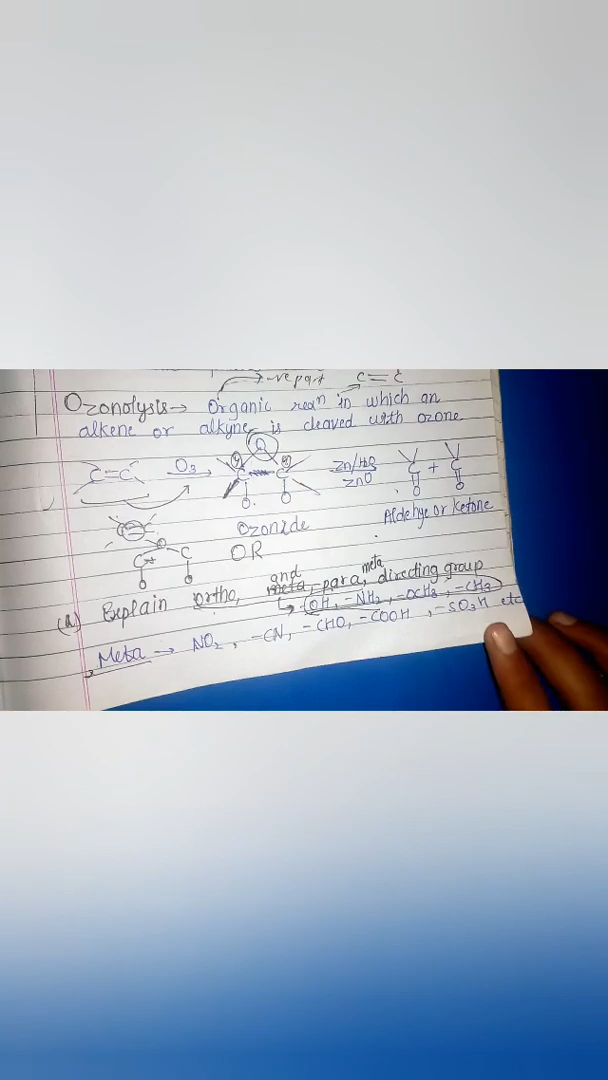 → -ve part C=C
Ozonolysis → Organic reaⁿ in which an
alkene or alkyne is cleaved with ozone
C=C O₃ → C C Zn/H₂O ZnO C + C
O O O O O
Ozonide Aldehye or Ketone
C C
O O
OR
and meta
(a) Explain ortho, meta, para, directing group
↳ OH, -NH₂, -OCH₃, -CH₃
Meta → NO₂, -CN, -CHO, -COOH, -SO₃H etc